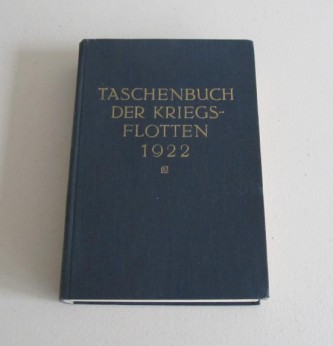 TASCHENBUCH
DER KRIEGS-
FLOTTEN
1922